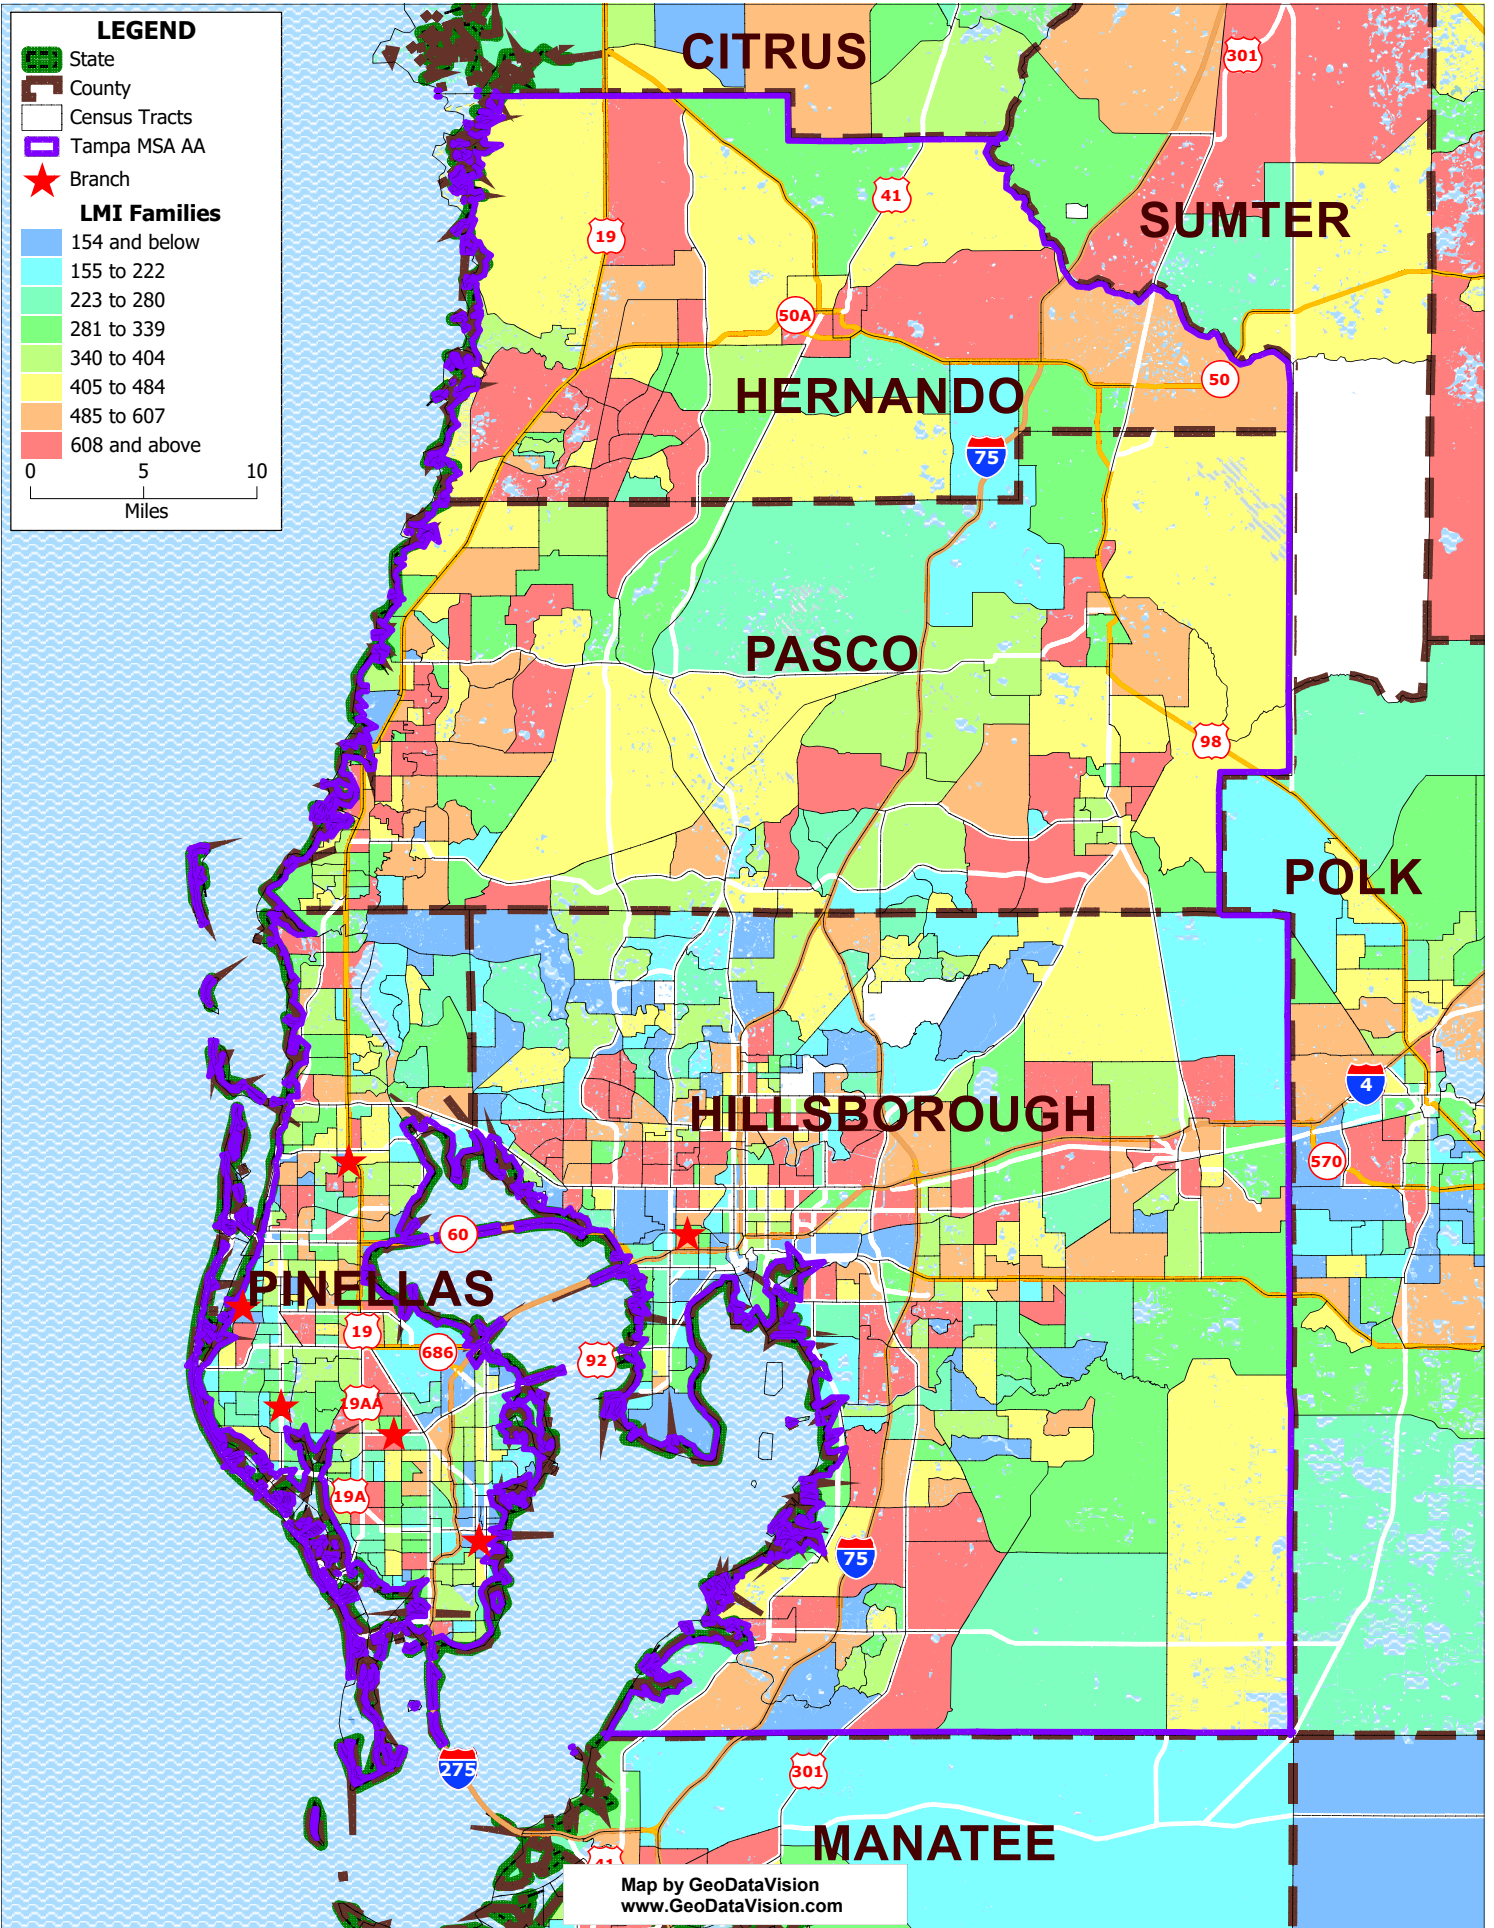 LEGEND
State
County
Census Tracts
Tampa MSA AA
Branch
LMI Families
154 and below
155 to 222
223 to 280
281 to 339
340 to 404
405 to 484
485 to 607
608 and above
0 5 10
Miles
CITRUS
301
41
SUMTER
19
50A
50
HERNANDO
75
PASCO
98
POLK
4
HILLSBOROUGH
570
60
PINELLAS
19
686
92
19AA
19A
75
275
301
MANATEE
41
Map by GeoDataVision
www.GeoDataVision.com